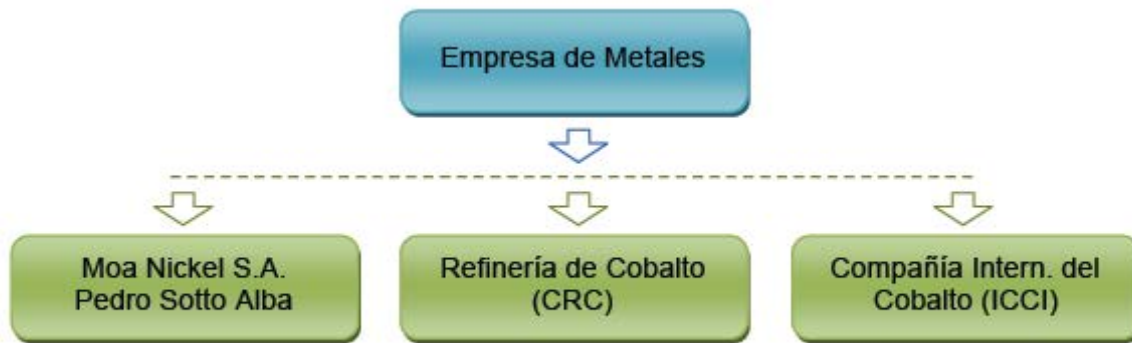 Empresa de Metales
Moa Nickel S.A.
Pedro Sotto Alba
Refinería de Cobalto
(CRC)
Compañía Intern. del
Cobalto (ICCI)